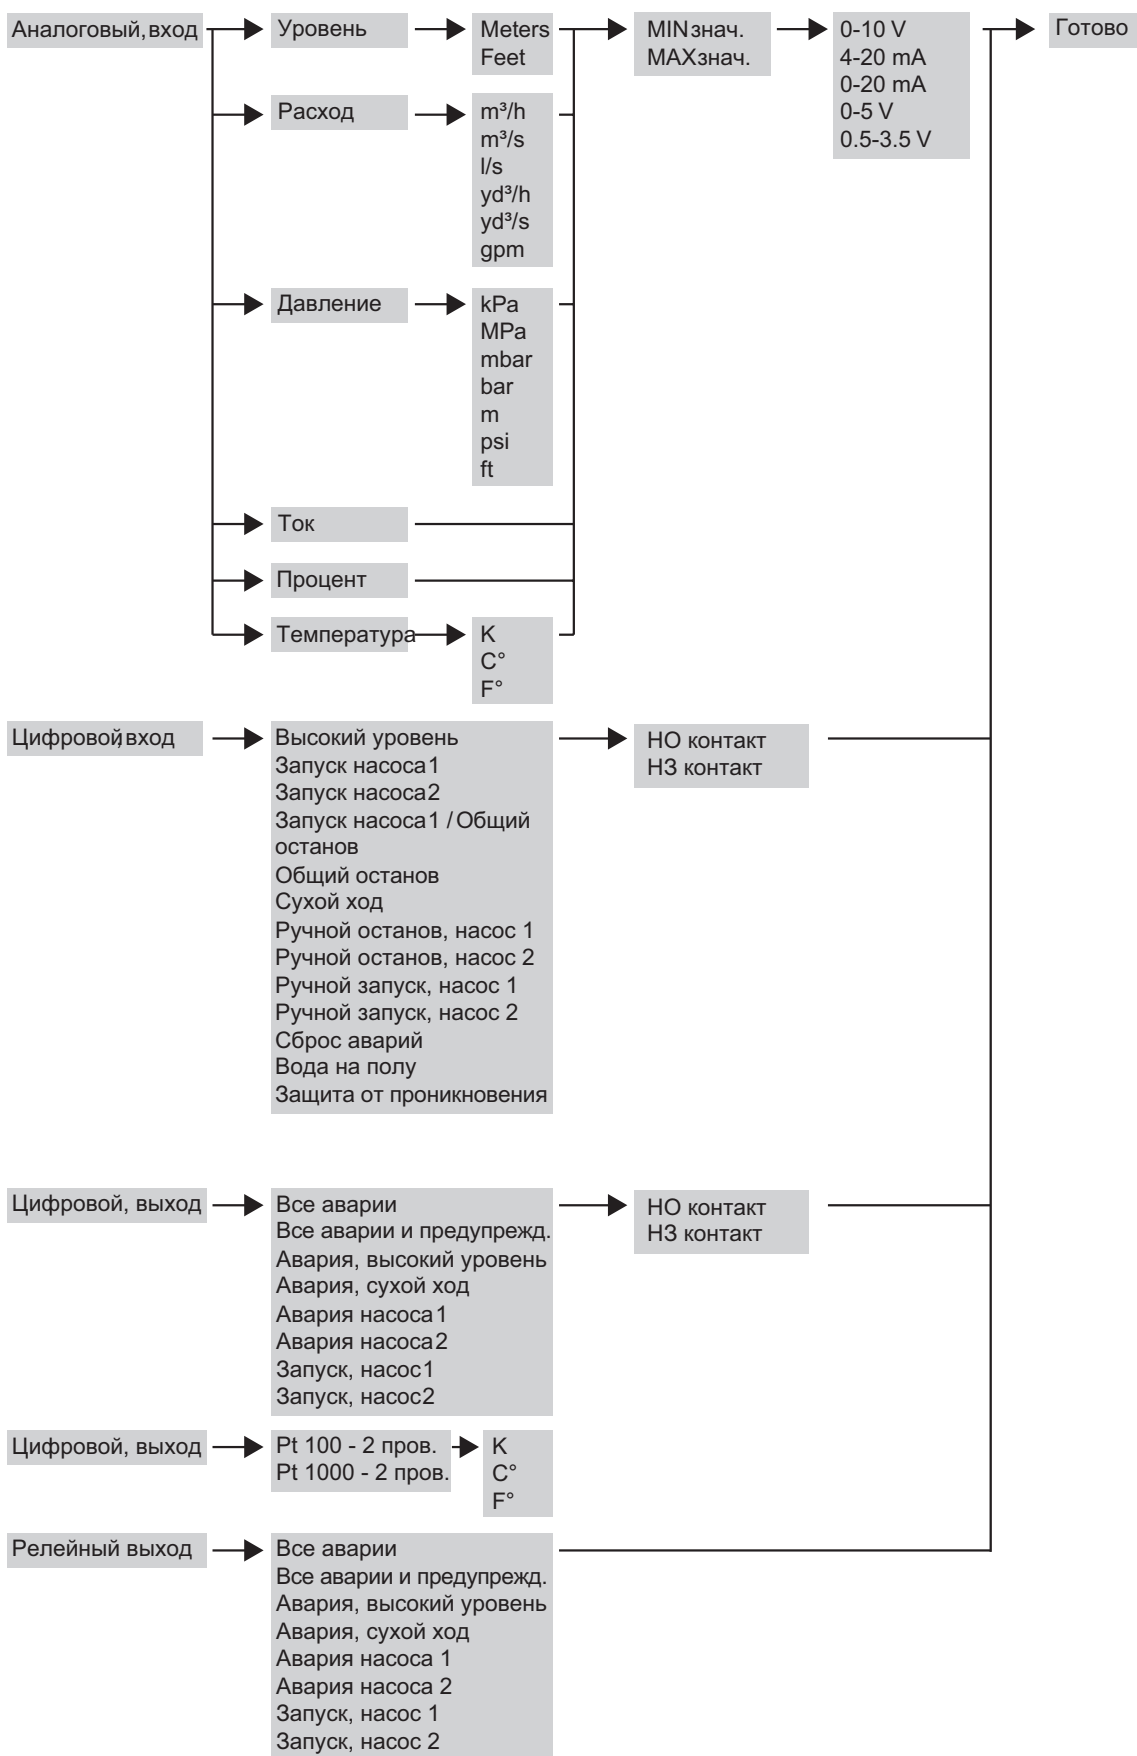 Аналоговый, вход
Уровень
Meters
Feet
MIN знач.
MAX знач.
0-10 V
4-20 mA
0-20 mA
0-5 V
0.5-3.5 V
Готово
Расход
m³/h
m³/s
l/s
yd³/h
yd³/s
gpm
Давление
kPa
MPa
mbar
bar
m
psi
ft
Ток
Процент
Температура
K
C°
F°
Цифровой, вход
Высокий уровень
Запуск насоса 1
Запуск насоса 2
Запуск насоса 1 / Общий
останов
Общий останов
Сухой ход
Ручной останов, насос 1
Ручной останов, насос 2
Ручной запуск, насос 1
Ручной запуск, насос 2
Сброс аварий
Вода на полу
Защита от проникновения
НО контакт
НЗ контакт
Цифровой, выход
Все аварии
Все аварии и предупрежд.
Авария, высокий уровень
Авария, сухой ход
Авария насоса 1
Авария насоса 2
Запуск, насос 1
Запуск, насос 2
НО контакт
НЗ контакт
Цифровой, выход
Pt 100 - 2 пров.
Pt 1000 - 2 пров.
K
C°
F°
Релейный выход
Все аварии
Все аварии и предупрежд.
Авария, высокий уровень
Авария, сухой ход
Авария насоса 1
Авария насоса 2
Запуск, насос 1
Запуск, насос 2